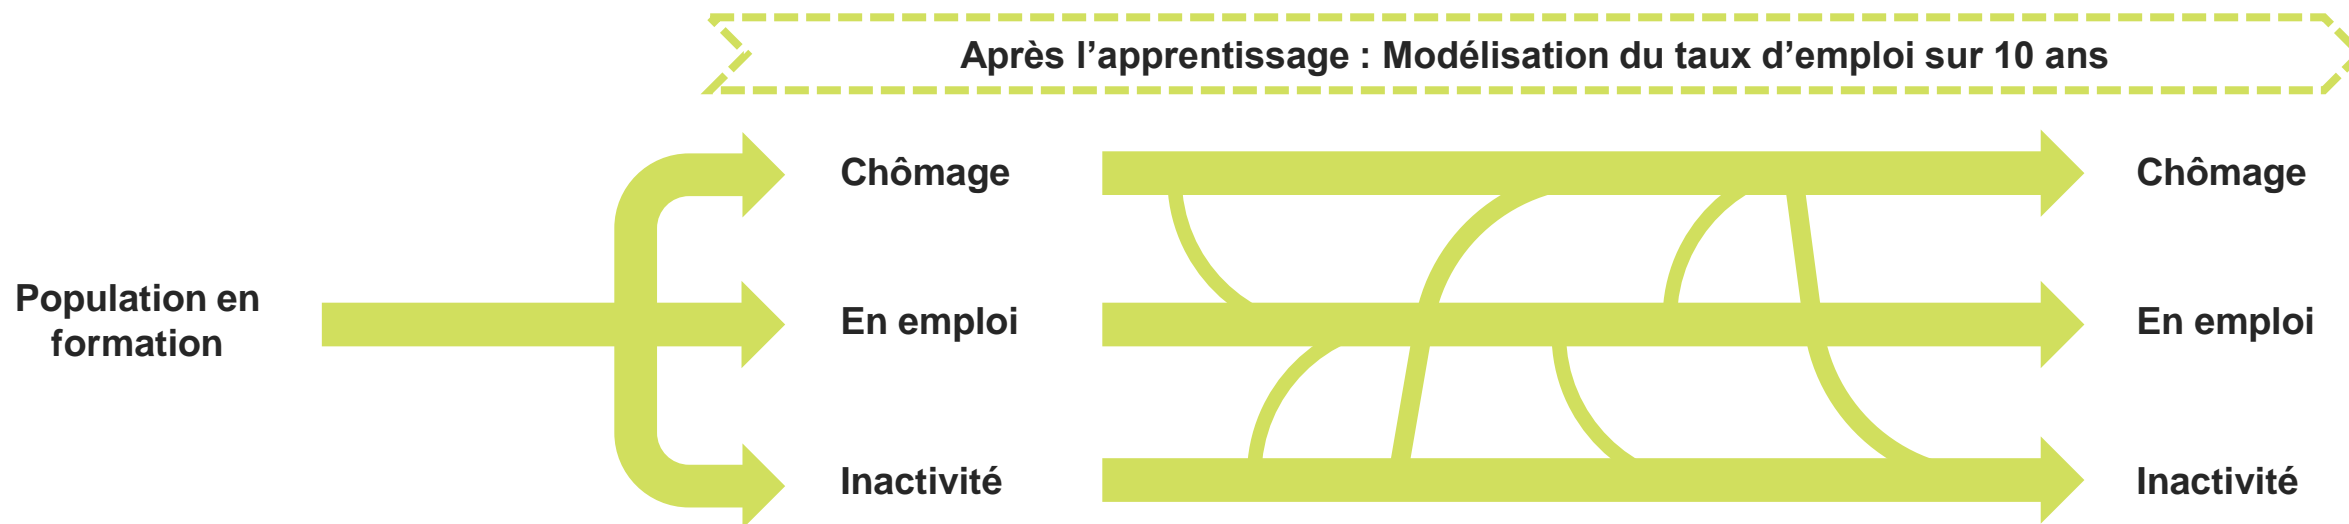 Après l’apprentissage : Modélisation du taux d’emploi sur 10 ans
Chômage
Chômage
Population en
formation
En emploi
En emploi
Inactivité
Inactivité